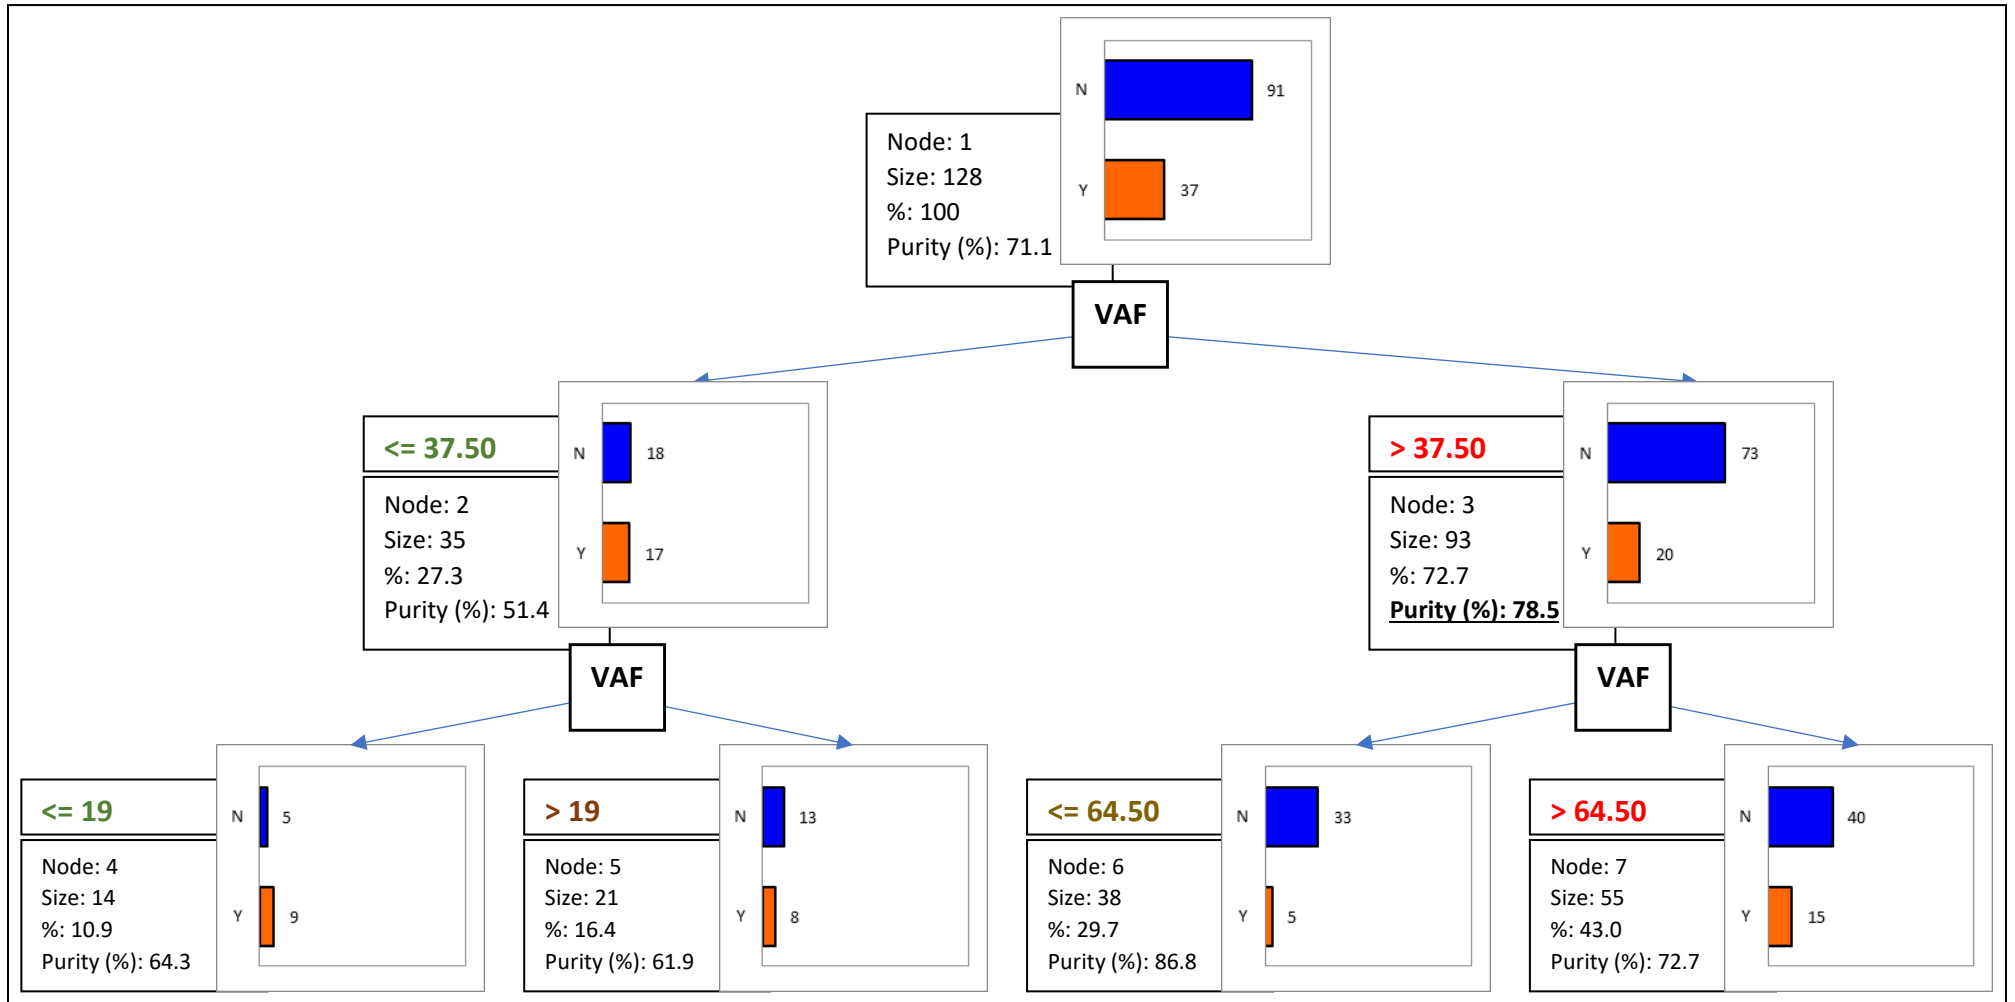 N 91
Y 37
Node: 1
Size: 128
%: 100
Purity (%): 71.1
VAF
<= 37.50
N 18
Y 17
Node: 2
Size: 35
%: 27.3
Purity (%): 51.4
VAF
> 37.50
N 73
Y 20
Node: 3
Size: 93
%: 72.7
Purity (%): 78.5
VAF
<= 19
N 5
Y 9
Node: 4
Size: 14
%: 10.9
Purity (%): 64.3
> 19
N 13
Y 8
Node: 5
Size: 21
%: 16.4
Purity (%): 61.9
<= 64.50
N 33
Y 5
Node: 6
Size: 38
%: 29.7
Purity (%): 86.8
> 64.50
N 40
Y 15
Node: 7
Size: 55
%: 43.0
Purity (%): 72.7